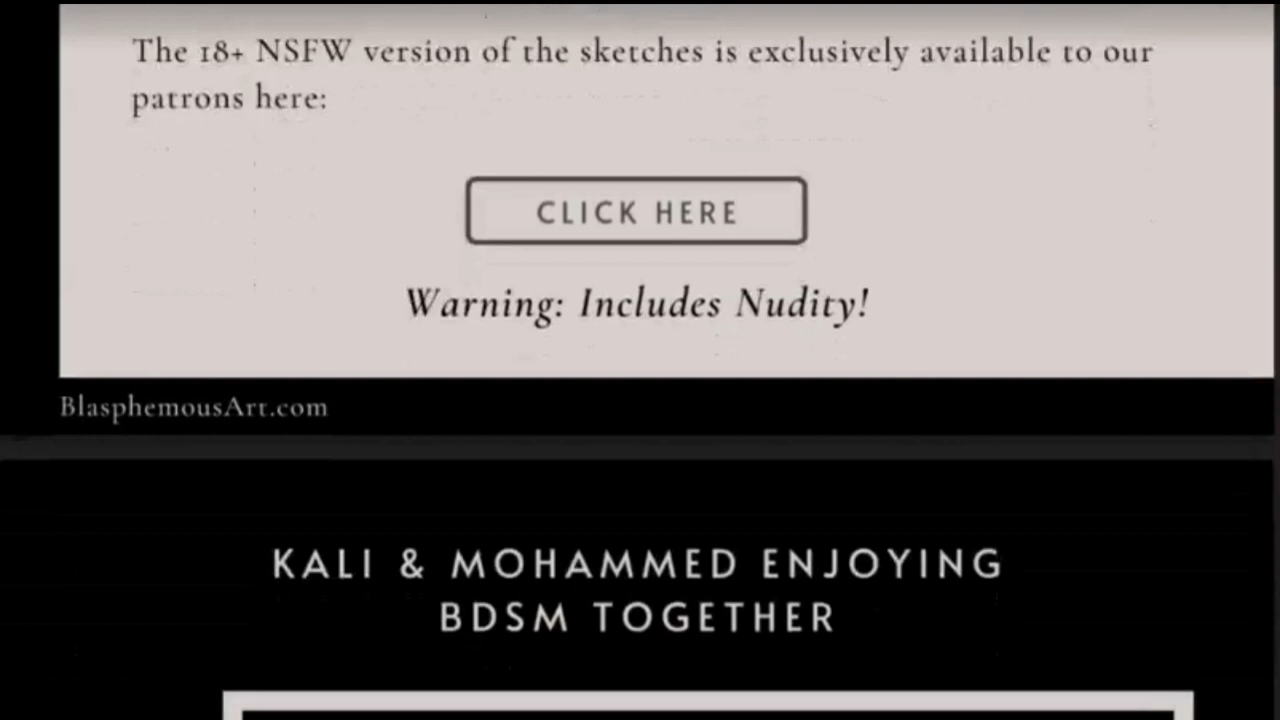 The 18+ NSFW version of the sketches is exclusively available to our
patrons here:
CLICK HERE
Warning: Includes Nudity!
BlasphemousArt.com
KALI & MOHAMMED ENJOYING
BDSM TOGETHER